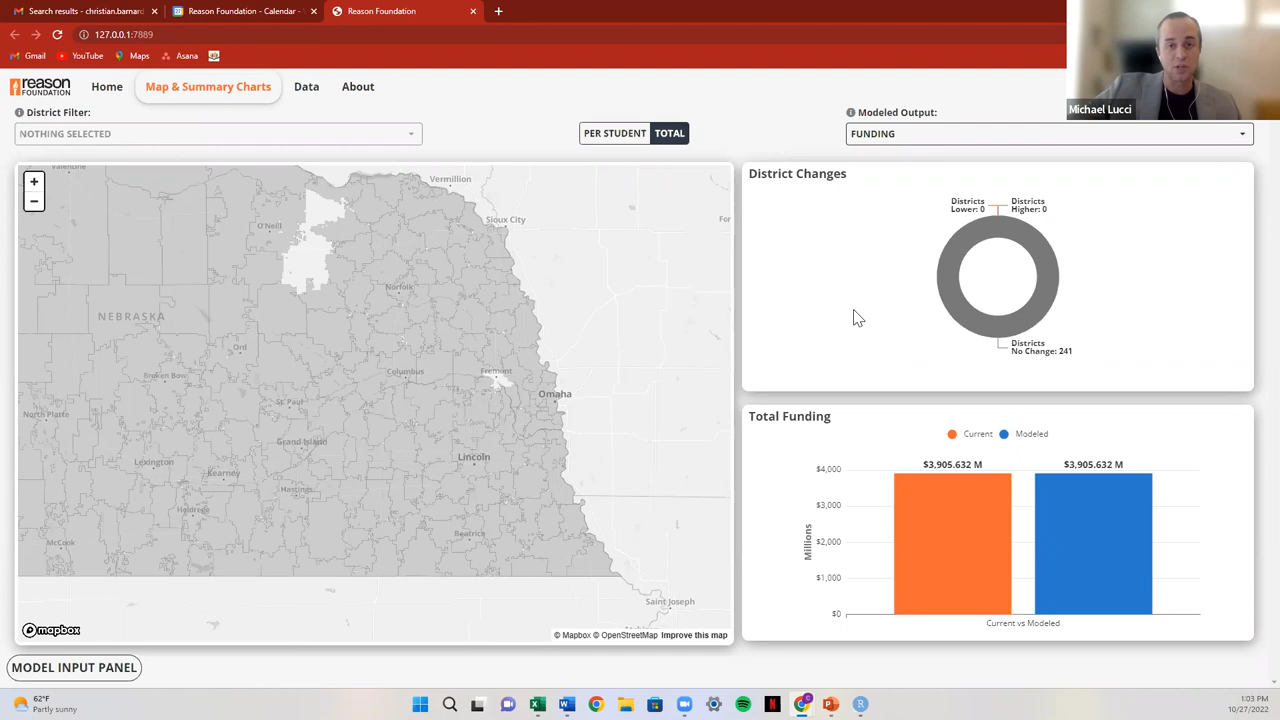 Search results - christian.barnard
Reason Foundation - Calendar -
Reason Foundation
127.0.0.1:7889
Gmail
YouTube
Maps
Asana
reason
FOUNDATION
Home
Map & Summary Charts
Data
About
District Filter:
NOTHING SELECTED
PER STUDENT
TOTAL
Modeled Output:
FUNDING
Michael Lucci
Vermillion
Sioux City
O'Neill
Norfolk
NEBRASKA
Ord
Broken Bow
Columbus
Fremont
Omaha
St. Paul
North Platte
Grand Island
Lincoln
Lexington
Kearney
Hastings
Holdrege
McCook
Beatrice
Saint Joseph
mapbox
© Mapbox © OpenStreetMap Improve this map
District Changes
Districts
Lower: 0
Districts
Higher: 0
Districts
No Change: 241
Total Funding
Current
Modeled
$3,905.632 M
$3,905.632 M
$4,000
$3,000
$2,000
$1,000
$0
Millions
Current vs Modeled
MODEL INPUT PANEL
62°F
Partly sunny
1:03 PM
10/27/2022